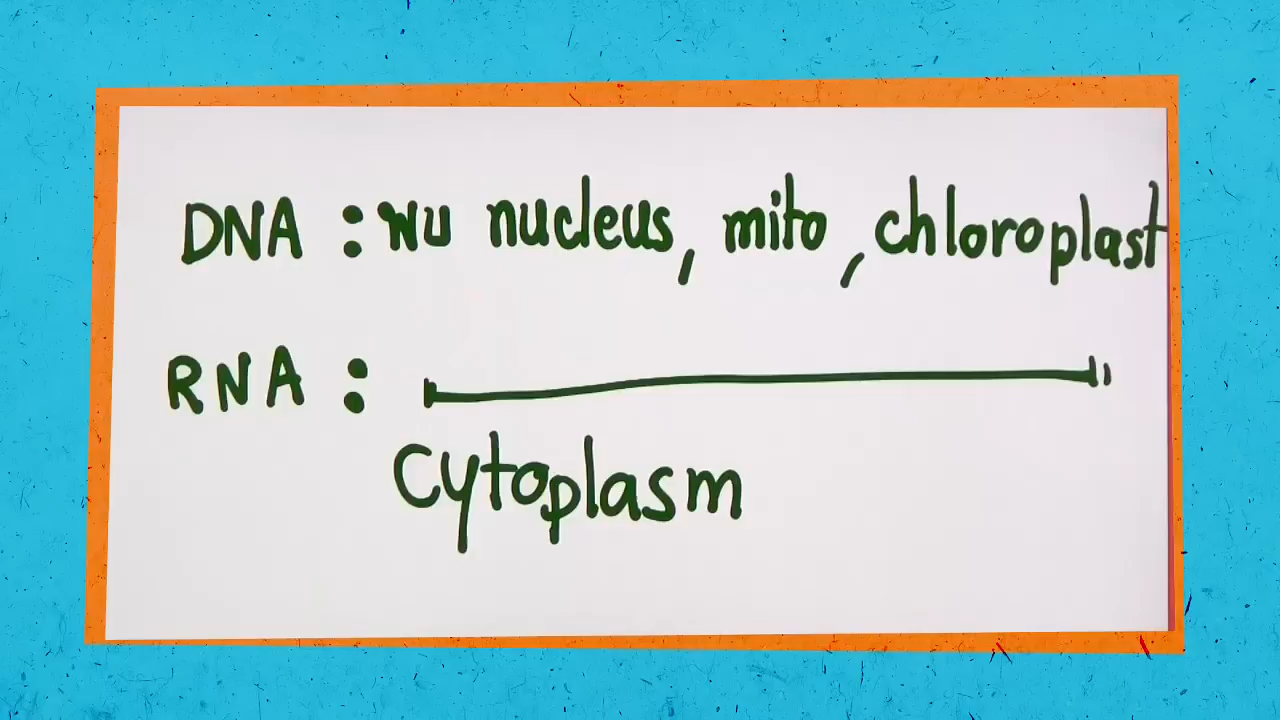 DNA : พบ nucleus, mito, chloroplast
RNA :
Cytoplasm